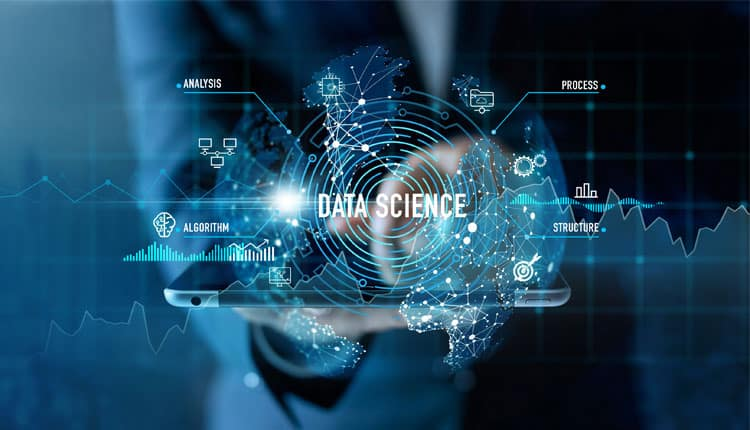 ANALYSIS
PROCESS
DATA SCIENCE
ALGORITHM
STRUCTURE